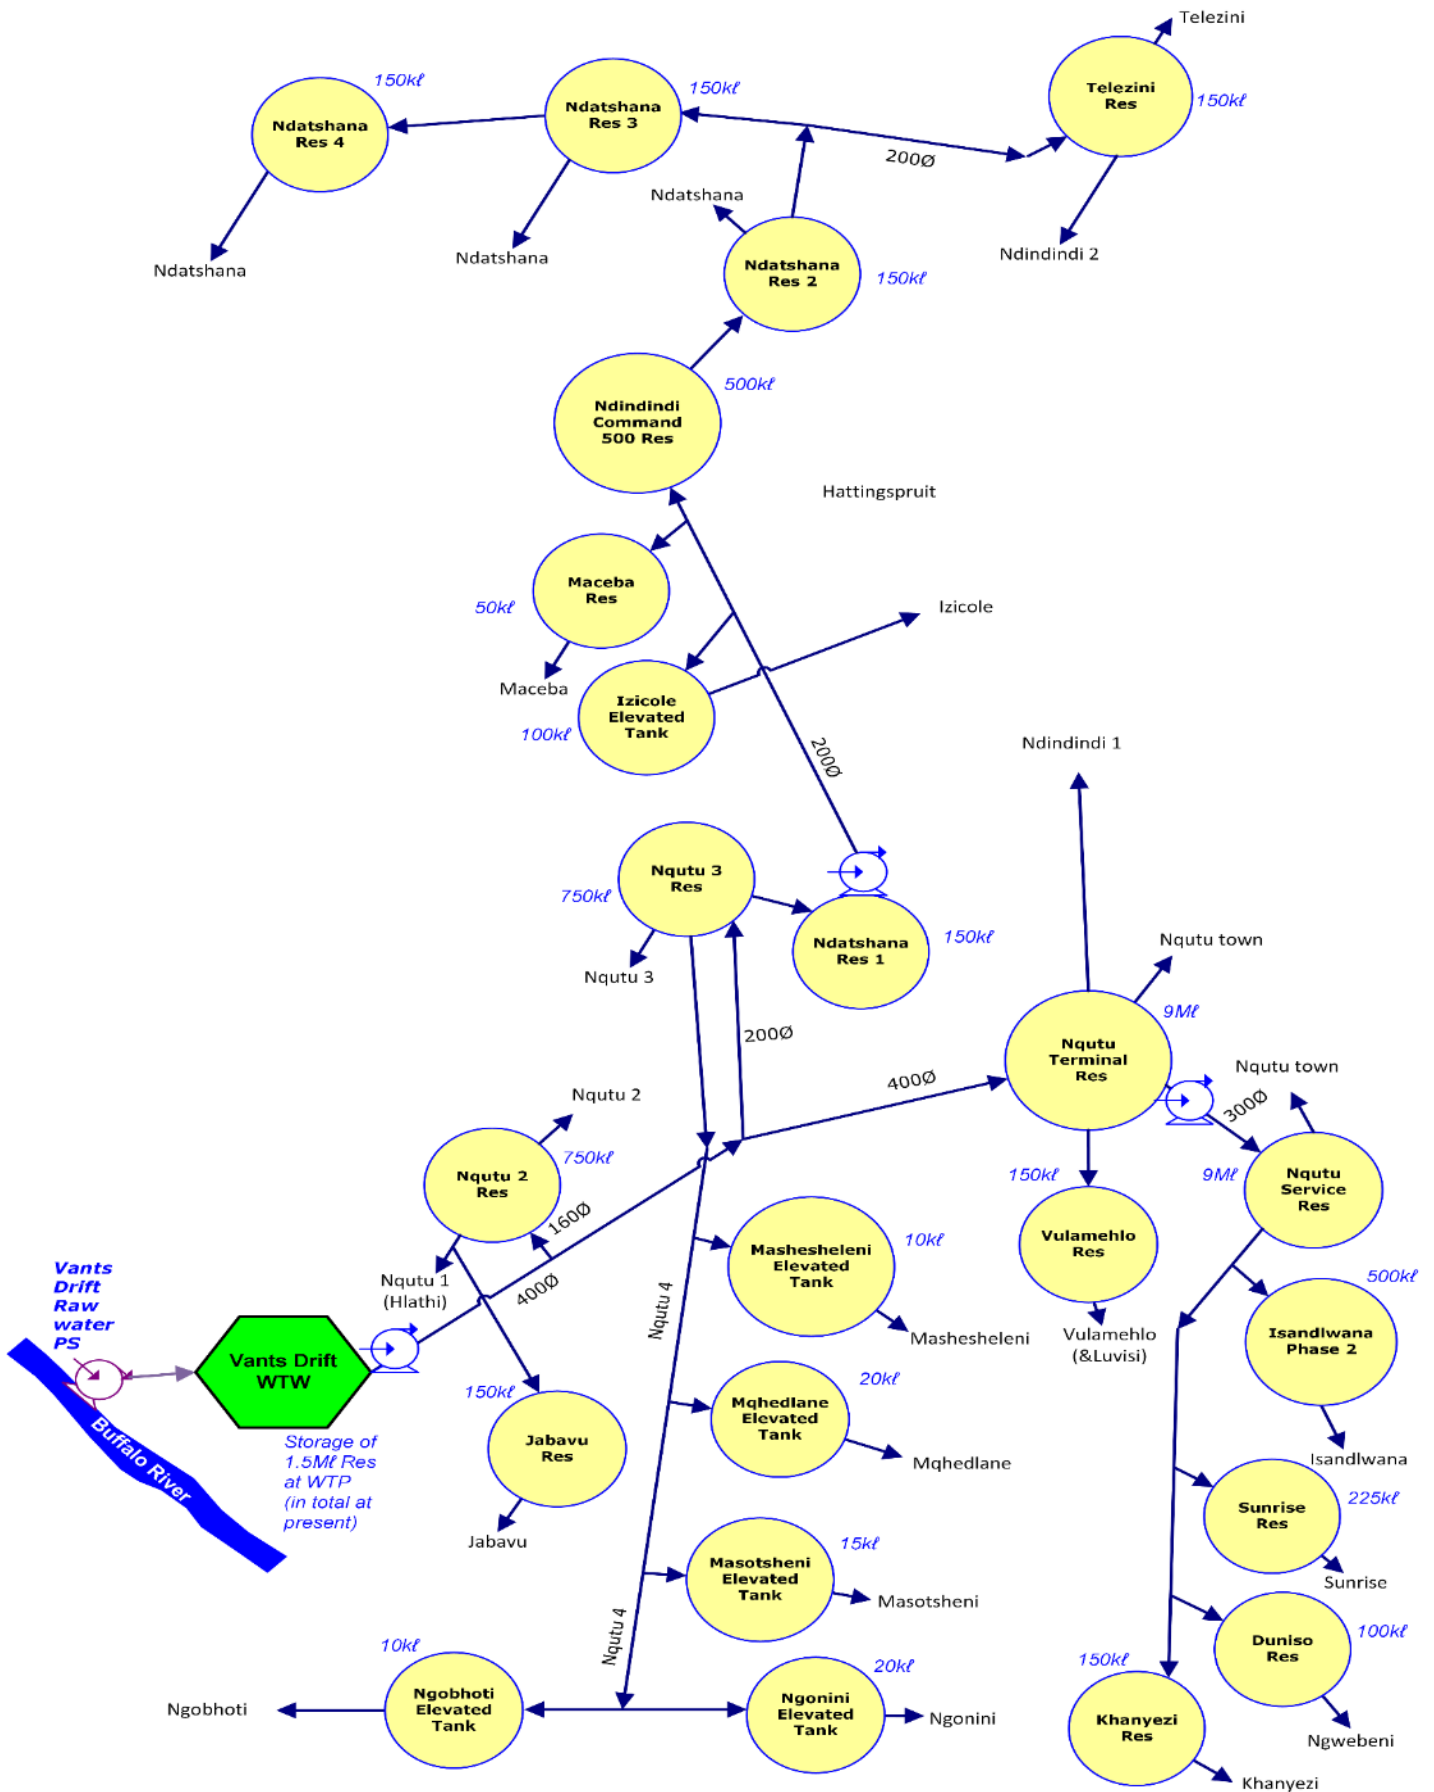 Telezini
150kℓ
Ndatshana
Res 4
150kℓ
Ndatshana
Res 3
Telezini
Res
150kℓ
200Ø
Ndatshana
Ndatshana
Ndatshana
Ndindindi 2
Ndatshana
Res 2
150kℓ
500kℓ
Ndindindi
Command
500 Res
Hattingspruit
Maceba
Res
50kℓ
Maceba
Izicole
Izicole
Elevated
Tank
100kℓ
200Ø
Ndindindi 1
Nqutu 3
Res
750kℓ
Nqutu 3
Ndatshana
Res 1
150kℓ
Nqutu town
9Mℓ
Nqutu
Terminal
Res
200Ø
400Ø
Nqutu town
300Ø
Nqutu 2
750kℓ
Nqutu 2
Res
160Ø
400Ø
Nqutu 1
(Hlathi)
150kℓ
Vulamehlo
Res
Vulamehlo
(&Luvisi)
9Mℓ
Nqutu
Service
Res
Vants
Drift
Raw
water
PS
Vants Drift
WTW
Buffalo River
Storage of
1.5Mℓ Res
at WTP
(in total at
present)
150kℓ
Jabavu
Res
Jabavu
Nqutu 4
Mashesheleni
Elevated
Tank
10kℓ
Mashesheleni
500kℓ
Isandlwana
Phase 2
Isandlwana
20kℓ
Mqhedlane
Elevated
Tank
Mqhedlane
Sunrise
Res
225kℓ
Sunrise
15kℓ
Masotsheni
Elevated
Tank
Masotsheni
Nqutu 4
100kℓ
Duniso
Res
Ngwebeni
10kℓ
Ngobhoti
Elevated
Tank
Ngobhoti
20kℓ
Ngonini
Elevated
Tank
Ngonini
150kℓ
Khanyezi
Res
Khanyezi